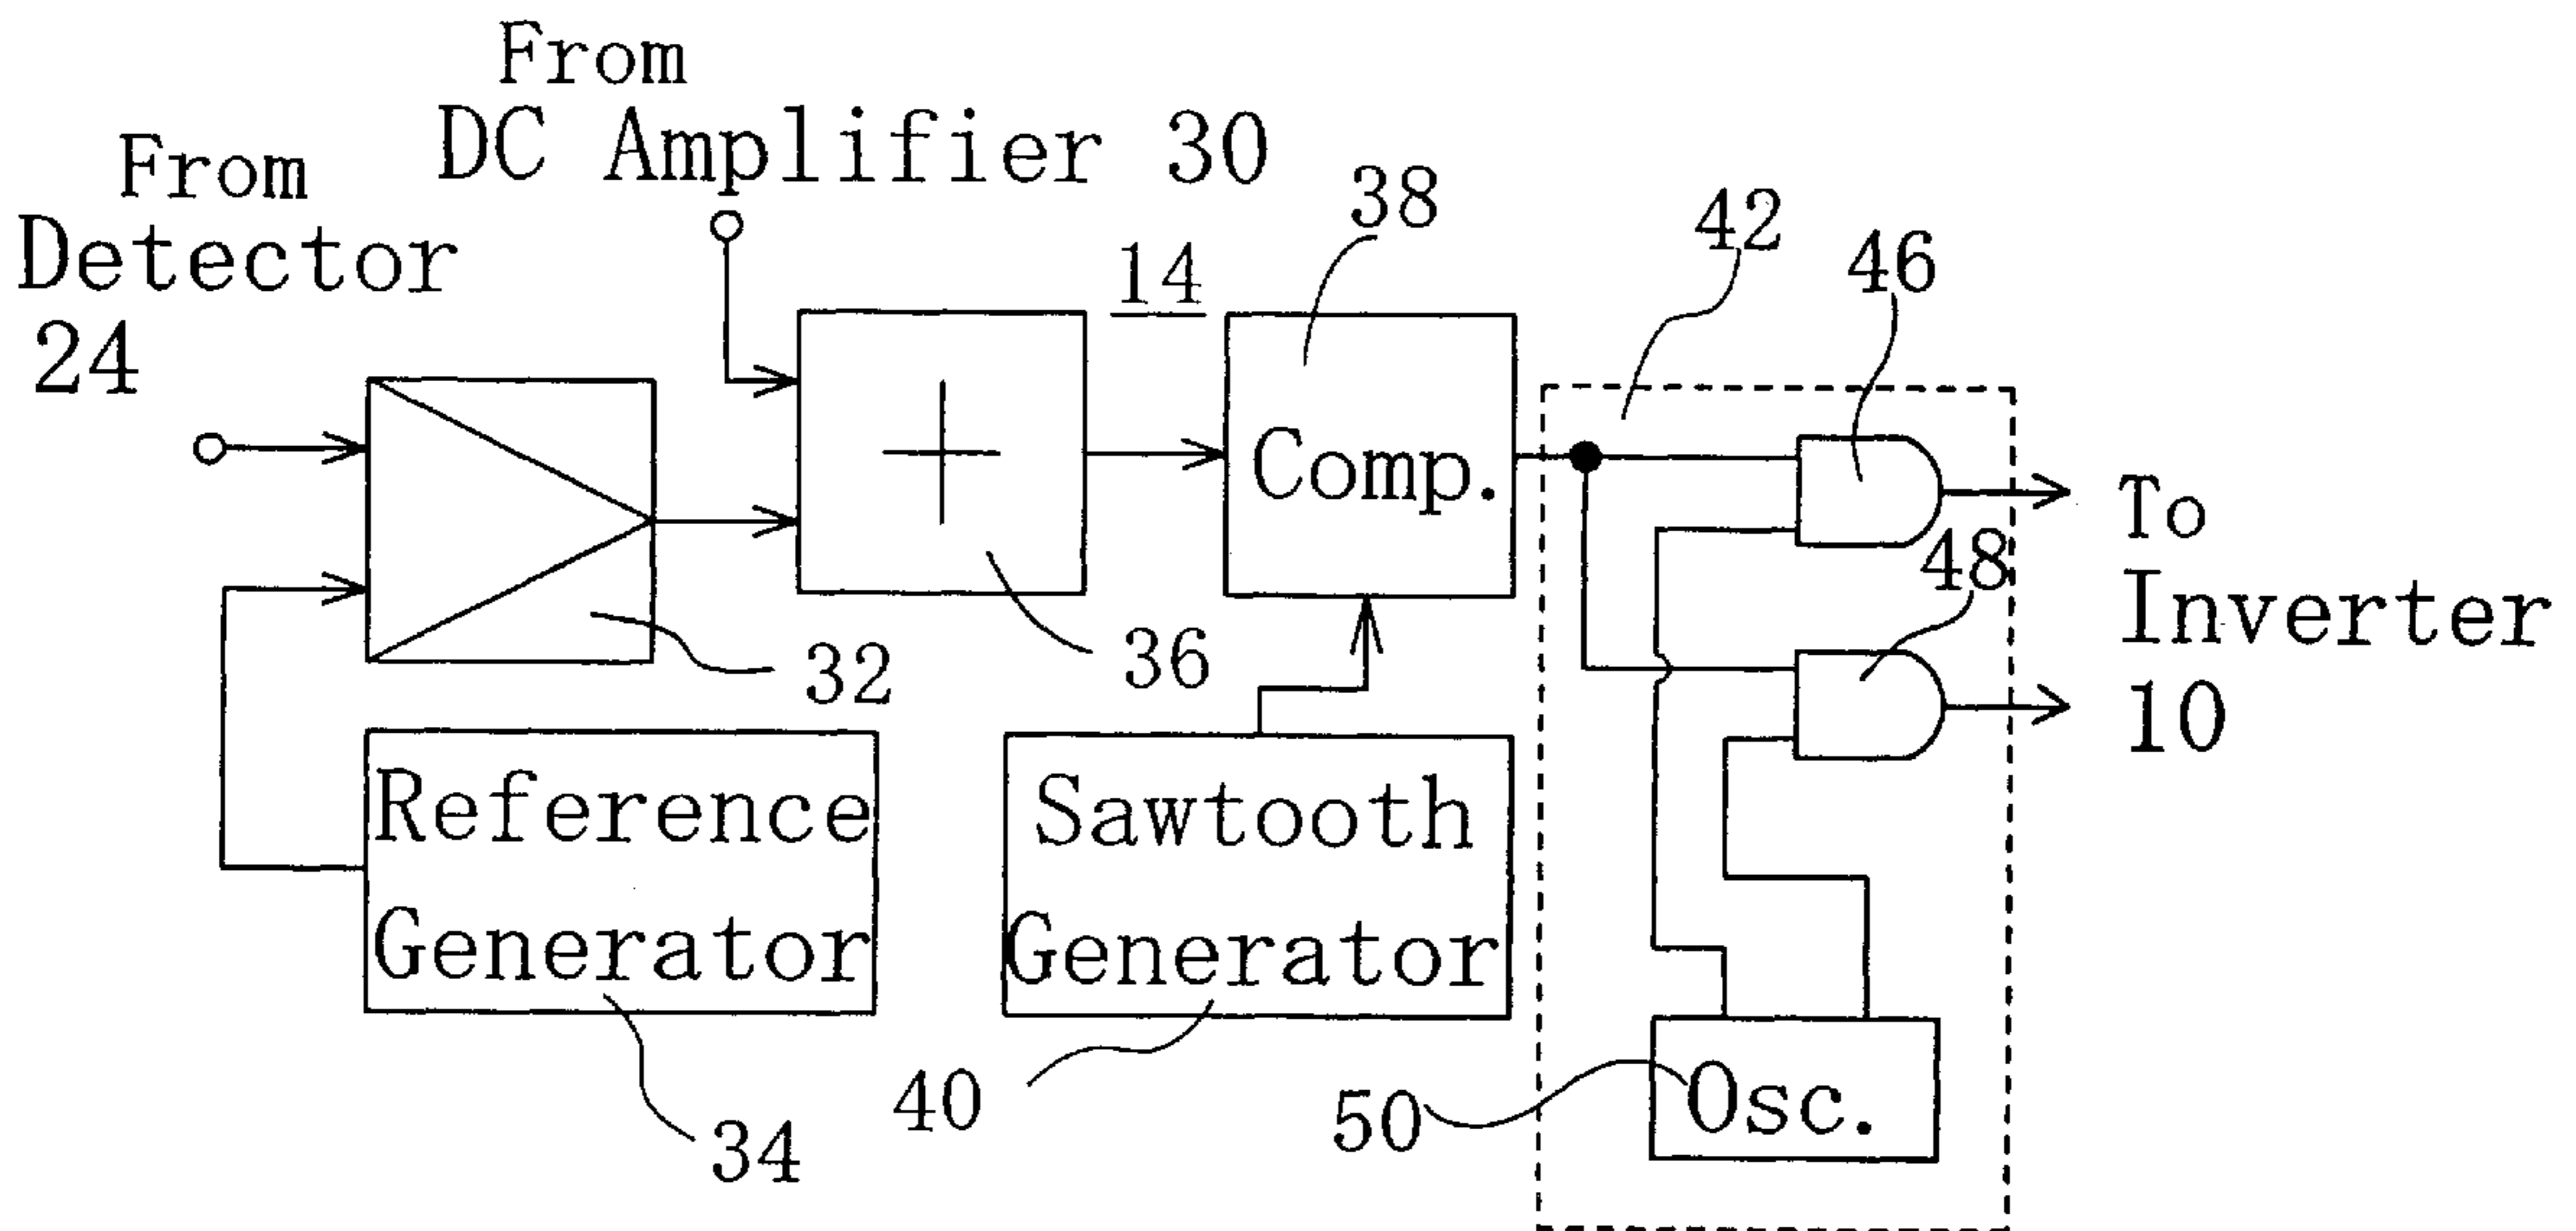 From
DC Amplifier 30
From
Detector
24
14
38
42
46
Comp.
48
To
Inverter
10
32
36
Reference
Generator
34
Sawtooth
Generator
40
50
Osc.